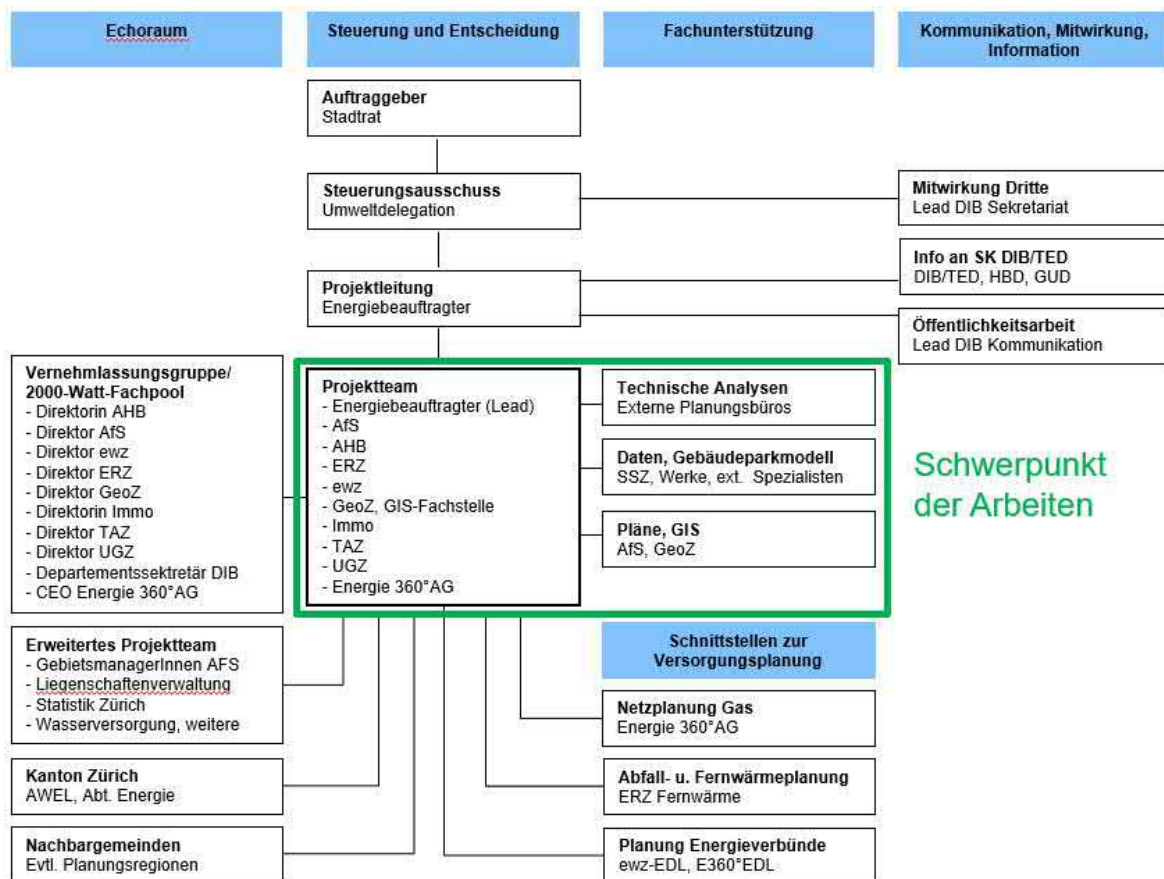 Echoraum
Steuerung und Entscheidung
Fachunterstützung
Kommunikation, Mitwirkung,
Information
Auftraggeber
Stadtrat
Steuerungsausschuss
Umweltdelegation
Mitwirkung Dritte
Lead DIB Sekretariat
Projektleitung
Energiebeauftragter
Info an SK DIB/TED
DIB/TED, HBD, GUD
Öffentlichkeitsarbeit
Lead DIB Kommunikation
Vernehmlassungsgruppe/
2000-Watt-Fachpool
- Direktorin AHB
- Direktor AfS
- Direktor ewz
- Direktor ERZ
- Direktor GeoZ
- Direktorin Immo
- Direktor TAZ
- Direktor UGZ
- Departementssekretär DIB
- CEO Energie 360°AG
Projektteam
- Energiebeauftragter (Lead)
- AfS
- AHB
- ERZ
- ewz
- GeoZ, GIS-Fachstelle
- Immo
- TAZ
- UGZ
- Energie 360°AG
Technische Analysen
Externe Planungsbüros
Daten, Gebäudeparkmodell
SSZ, Werke, ext. Spezialisten
Pläne, GIS
AfS, GeoZ
Schwerpunkt
der Arbeiten
Erweitertes Projektteam
- GebietsmanagerInnen AFS
- Liegenschaftenverwaltung
- Statistik Zürich
- Wasserversorgung, weitere
Kanton Zürich
AWEL, Abt. Energie
Nachbargemeinden
Evtl. Planungsregionen
Schnittstellen zur
Versorgungsplanung
Netzplanung Gas
Energie 360°AG
Abfall- u. Fernwärmeplanung
ERZ Fernwärme
Planung Energieverbünde
ewz-EDL, E360°EDL